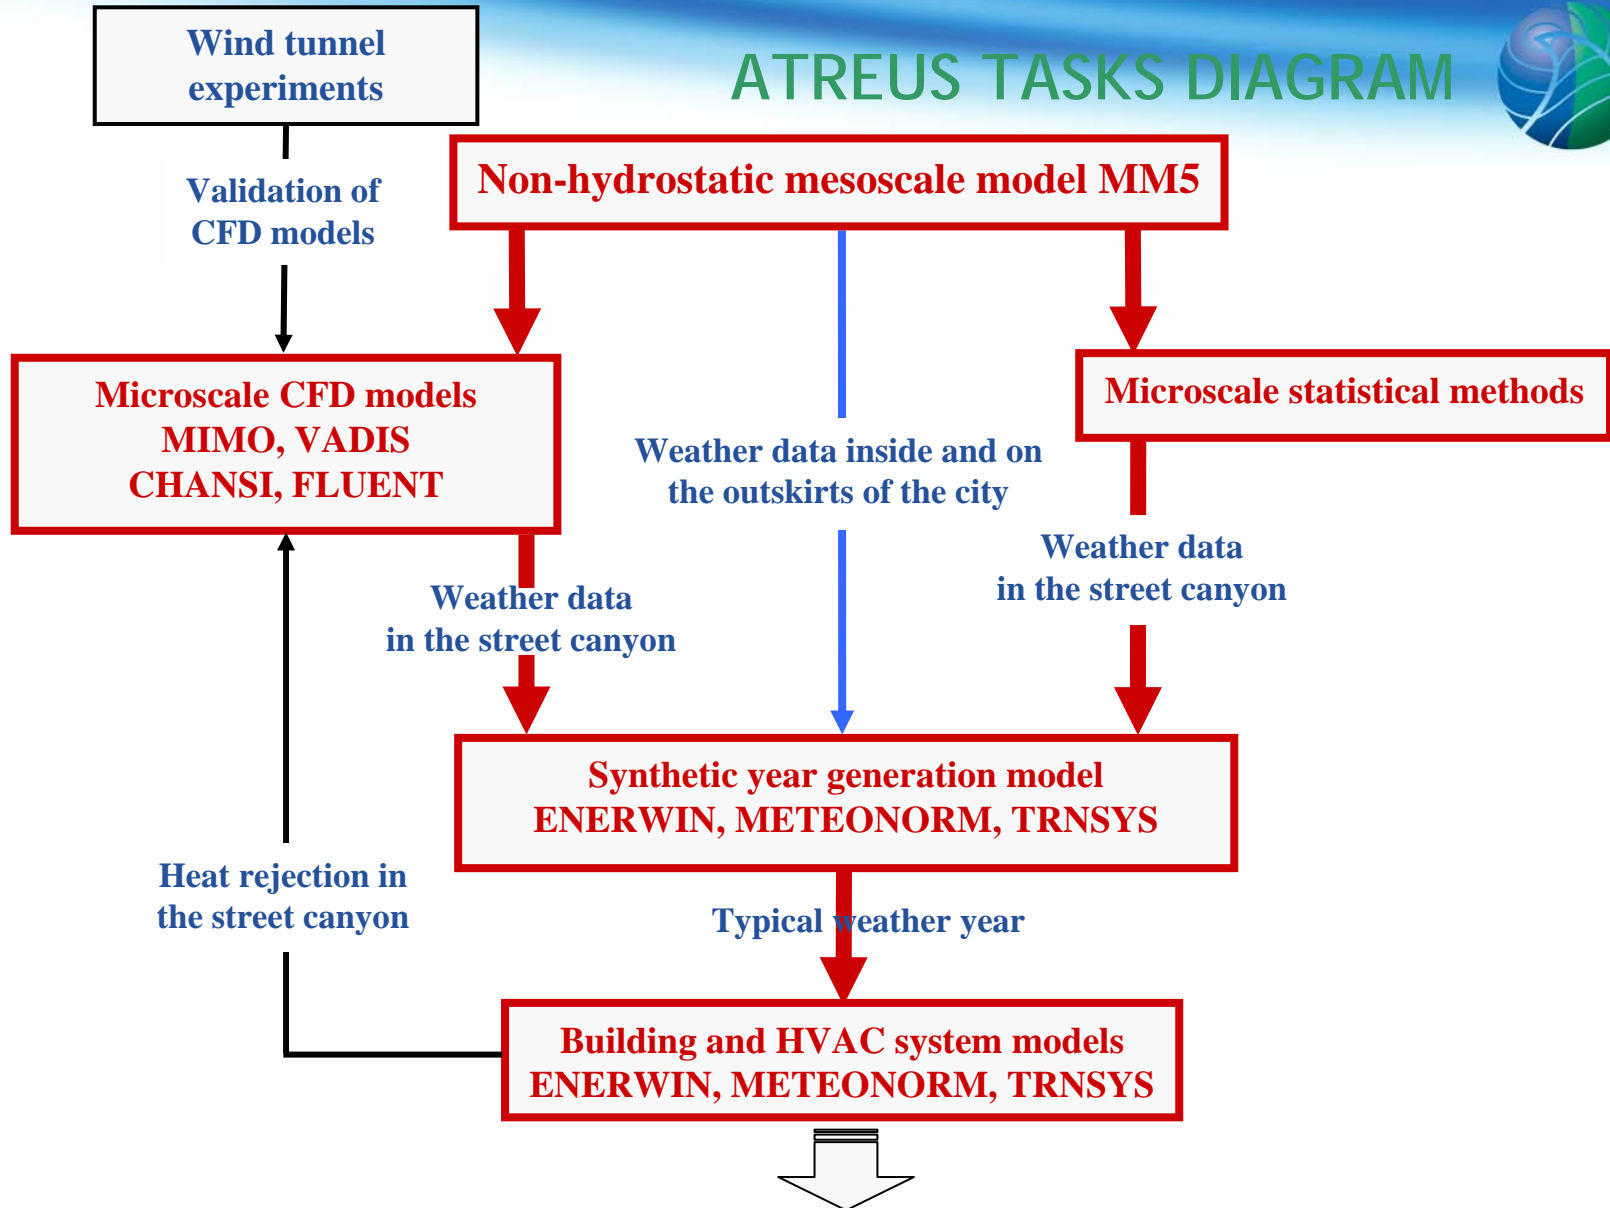 Wind tunnel
experiments
ATREUS TASKS DIAGRAM
Validation of
CFD models
Non-hydrostatic mesoscale model MM5
Microscale CFD models
MIMO, VADIS
CHANSI, FLUENT
Microscale statistical methods
Weather data inside and on
the outskirts of the city
Weather data
in the street canyon
Weather data
in the street canyon
Synthetic year generation model
ENERWIN, METEONORM, TRNSYS
Heat rejection in
the street canyon
Typical weather year
Building and HVAC system models
ENERWIN, METEONORM, TRNSYS